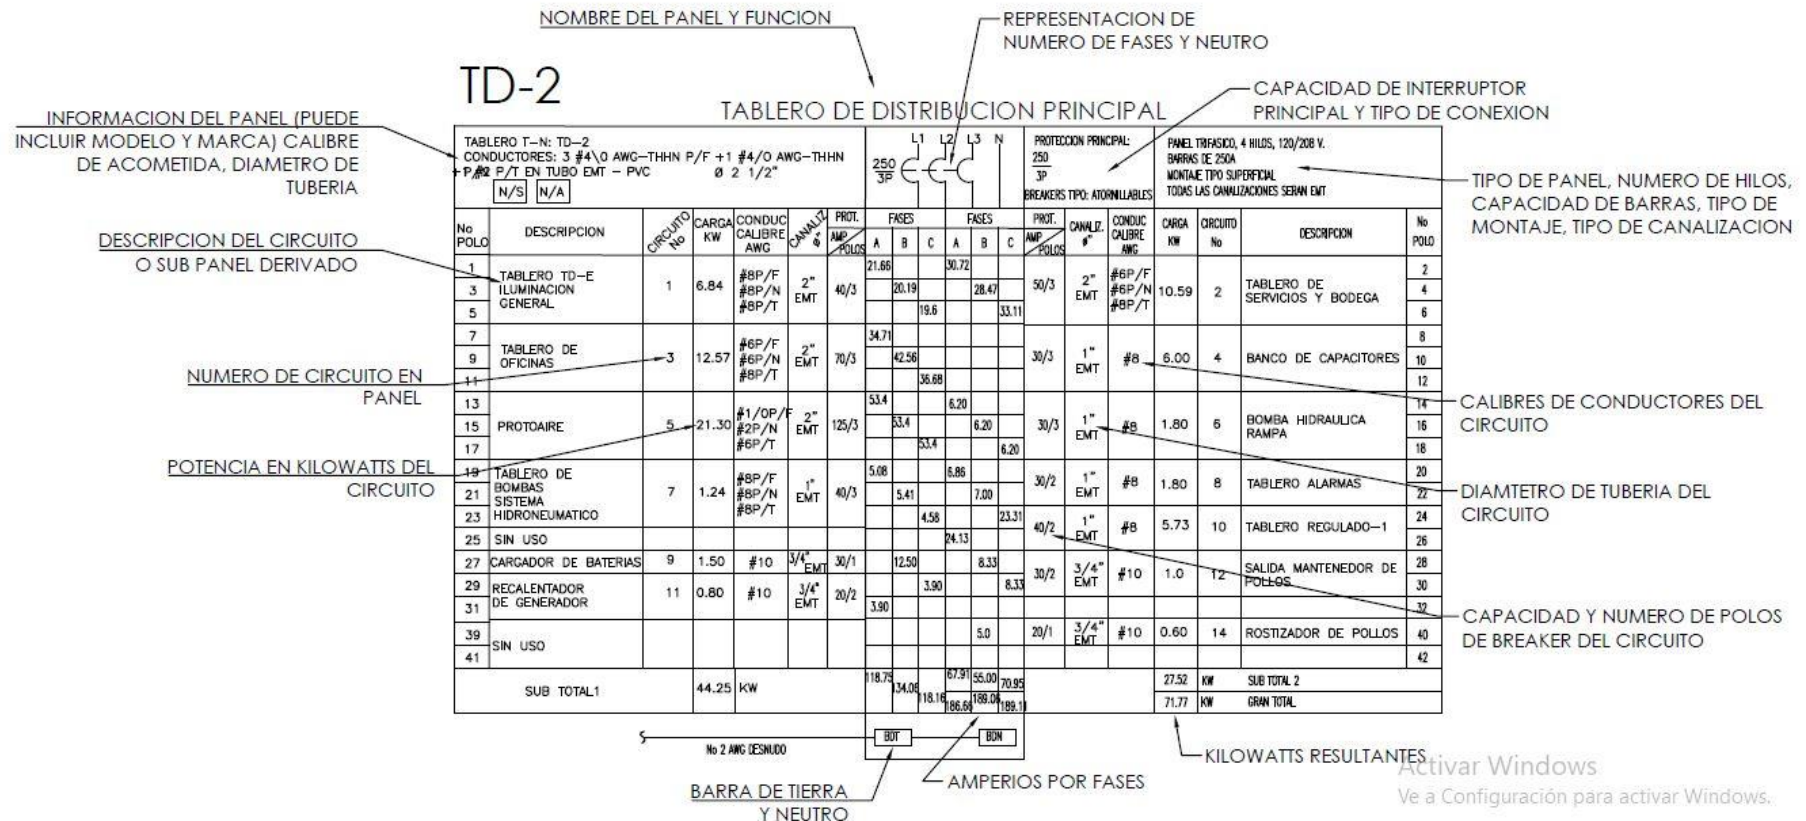 NOMBRE DEL PANEL Y FUNCION
REPRESENTACION DE
NUMERO DE FASES Y NEUTRO
TD-2
TABLERO DE DISTRIBUCION PRINCIPAL
CAPACIDAD DE INTERRUPTOR
PRINCIPAL Y TIPO DE CONEXION
INFORMACION DEL PANEL (PUEDE
INCLUIR MODELO Y MARCA) CALIBRE
DE ACOMETIDA, DIAMETRO DE
TUBERIA
TABLERO T-N: TD-2
CONDUCTORES: 3 #4\0 AWG-THHN P/F +1 #4/0 AWG-THHN
P/T EN TUBO EMT - PVC Ø 2 1/2"
N/S N/A
L1 L2 L3 N
250
3P
PROTECCION PRINCIPAL:
250
3P
BREAKERS TIPO: ATORNILLABLES
PANEL TRIFASICO, 4 HILOS, 120/208 V.
BARRAS DE 250A
MONTAJE TIPO SUPERFICIAL
TODAS LAS CANALIZACIONES SERAN EMT
TIPO DE PANEL, NUMERO DE HILOS,
CAPACIDAD DE BARRAS, TIPO DE
MONTAJE, TIPO DE CANALIZACION
No POLO DESCRIPCION CIRCUITO No CARGA KW CONDUC CALIBRE AWG CANALIZ ø" PROT. AMP POLOS FASES A B C FASES A B C PROT. AMP POLOS CANALIZ. ø" CONDUC CALIBRE AWG CARGA KW CIRCUITO No DESCRIPCION No POLO
DESCRIPCION DEL CIRCUITO
O SUB PANEL DERIVADO
1 21.66 30.72 2
3 TABLERO TD-E ILUMINACION GENERAL 1 6.84 #8P/F #8P/N #8P/T 2" EMT 40/3 20.19 28.47 50/3 2" EMT #6P/F #6P/N #8P/T 10.59 2 TABLERO DE SERVICIOS Y BODEGA 4
5 19.6 33.11 6
7 34.71 8
9 TABLERO DE OFICINAS 3 12.57 #6P/F #6P/N #8P/T 2" EMT 70/3 42.56 30/3 1" EMT #8 6.00 4 BANCO DE CAPACITORES 10
11 36.68 12
NUMERO DE CIRCUITO EN
PANEL
13 53.4 6.20 14
15 PROTOAIRE 5 21.30 #1/0P/F #2P/N #6P/T 2" EMT 125/3 53.4 6.20 30/3 1" EMT #8 1.80 6 BOMBA HIDRAULICA RAMPA 16
17 53.4 6.20 18
CALIBRES DE CONDUCTORES DEL
CIRCUITO
POTENCIA EN KILOWATTS DEL
CIRCUITO
19 5.08 6.86 20
21 TABLERO DE BOMBAS SISTEMA HIDRONEUMATICO 7 1.24 #8P/F #8P/N #8P/T 1" EMT 40/3 5.41 7.00 30/2 1" EMT #8 1.80 8 TABLERO ALARMAS 22
23 4.58 23.31 24
25 SIN USO 24.13 40/2 1" EMT #8 5.73 10 TABLERO REGULADO-1 26
DIAMTETRO DE TUBERIA DEL
CIRCUITO
27 CARGADOR DE BATERIAS 9 1.50 #10 3/4" EMT 30/1 12.50 8.33 28
29 RECALENTADOR DE GENERADOR 11 0.80 #10 3/4" EMT 20/2 3.90 8.33 30/2 3/4" EMT #10 1.0 12 SALIDA MANTENEDOR DE POLLOS 30
31 3.90 32
39 5.0 20/1 3/4" EMT #10 0.60 14 ROSTIZADOR DE POLLOS 40
41 SIN USO 42
CAPACIDAD Y NUMERO DE POLOS
DE BREAKER DEL CIRCUITO
SUB TOTAL1 44.25 KW 118.75 134.06 118.16 67.91 55.00 70.95 27.52 KW SUB TOTAL 2
186.66 189.06 189.11 71.77 KW GRAN TOTAL
No 2 AWG DESNUDO
BDT BDN
BARRA DE TIERRA
Y NEUTRO
AMPERIOS POR FASES
KILOWATTS RESULTANTES
Activar Windows
Ve a Configuración para activar Windows.